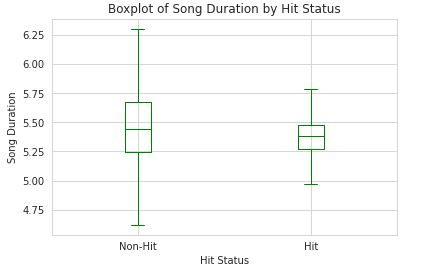 Boxplot of Song Duration by Hit Status
6.25
6.00
5.75
5.50
5.25
5.00
4.75
Song Duration
Non-Hit Hit
Hit Status